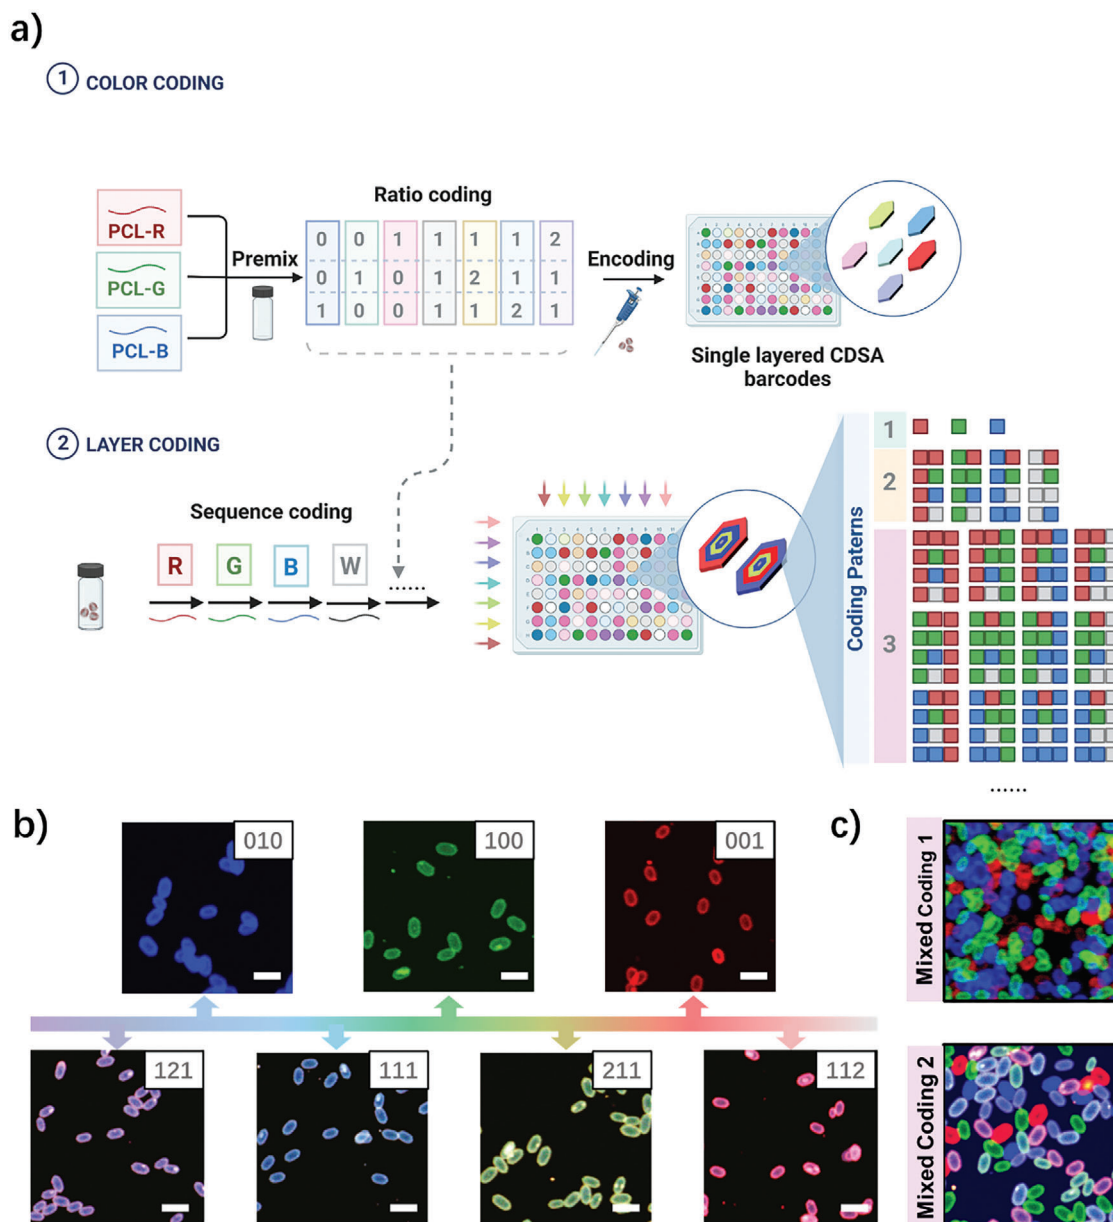 a)
1 COLOR CODING
Ratio coding
PCL-R
PCL-G
PCL-B
Premix
0 0 1 1 1 1 2
0 1 0 1 2 1 1
1 0 0 1 1 2 1
Encoding
Single layered CDSA
barcodes
2 LAYER CODING
Sequence coding
R G B W
......
Coding Paterns
1
2
3
......
b)
010
100
001
121
111
211
112
c)
Mixed Coding 1
Mixed Coding 2